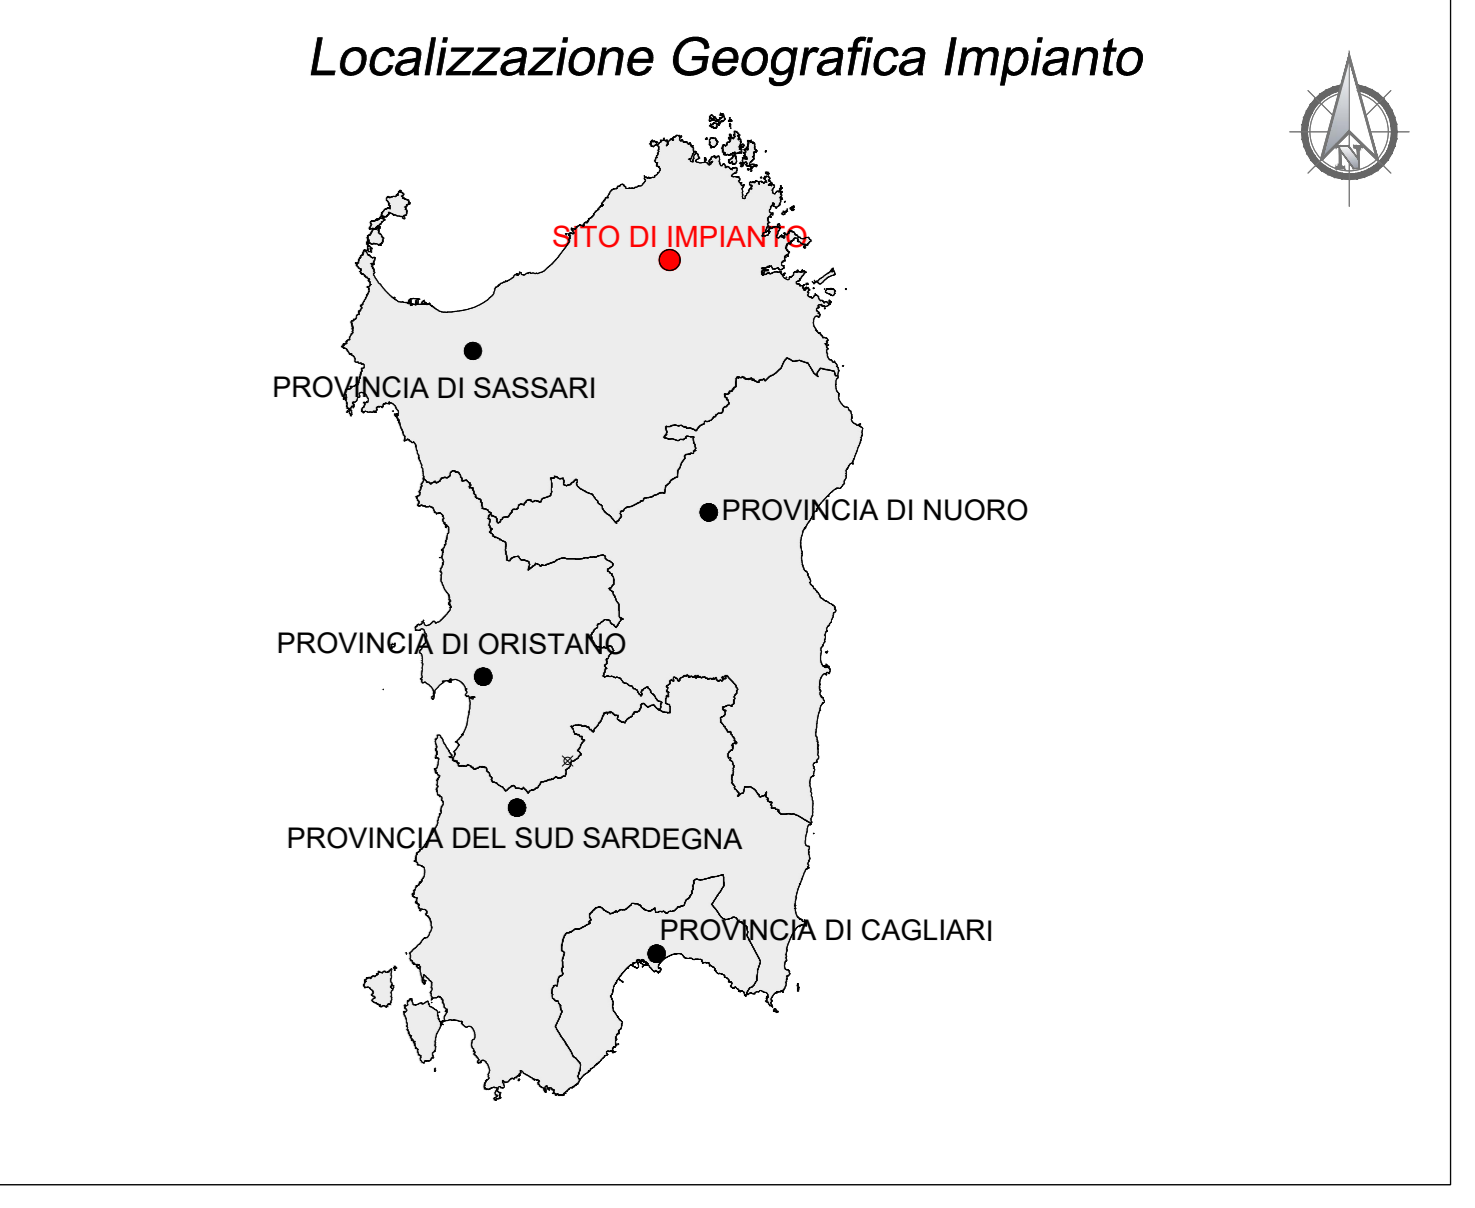 Localizzazione Geografica Impianto
N
SITO DI IMPIANTO
PROVINCIA DI SASSARI
PROVINCIA DI NUORO
PROVINCIA DI ORISTANO
PROVINCIA DEL SUD SARDEGNA
PROVINCIA DI CAGLIARI